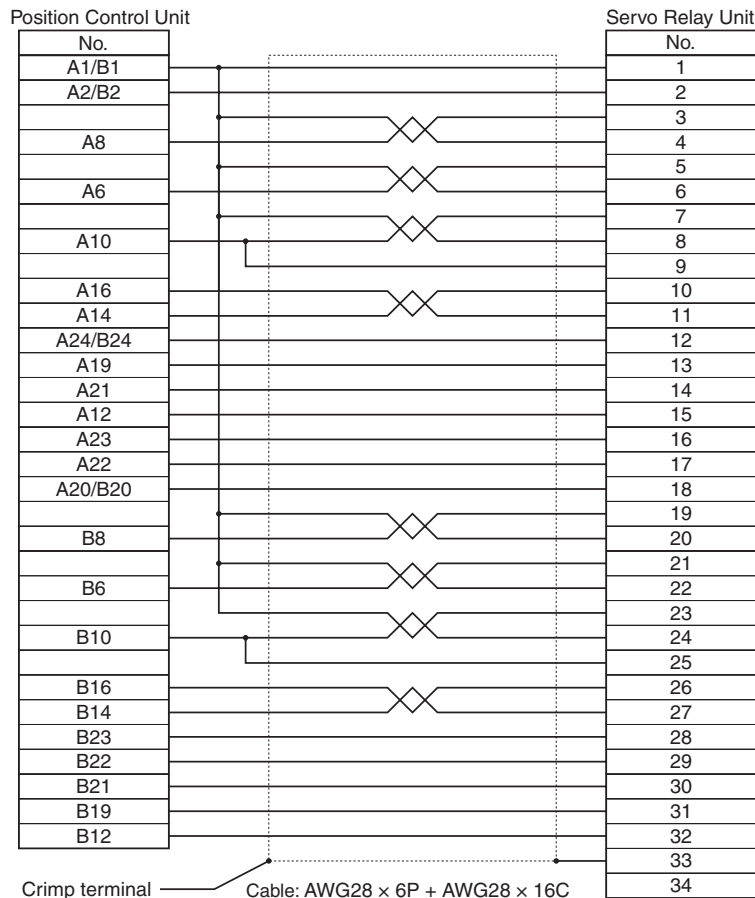 Position Control Unit Servo Relay Unit
No. No.
A1/B1 1
A2/B2 2
3
A8 4
5
A6 6
7
A10 8
9
A16 10
A14 11
A24/B24 12
A19 13
A21 14
A12 15
A23 16
A22 17
A20/B20 18
19
B8 20
21
B6 22
23
B10 24
25
B16 26
B14 27
B23 28
B22 29
B21 30
B19 31
B12 32
33
Crimp terminal Cable: AWG28 × 6P + AWG28 × 16C 34